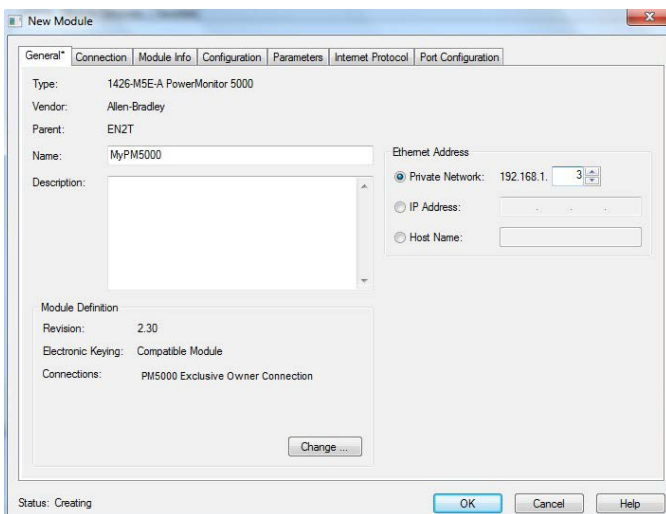 New Module
General* Connection Module Info Configuration Parameters Internet Protocol Port Configuration
Type: 1426-M5E-A PowerMonitor 5000
Vendor: Allen-Bradley
Parent: EN2T
Name: MyPM5000
Description:
Ethernet Address
Private Network: 192.168.1. 3
IP Address:
Host Name:
Module Definition
Revision: 2.30
Electronic Keying: Compatible Module
Connections: PM5000 Exclusive Owner Connection
Change ...
Status: Creating
OK Cancel Help